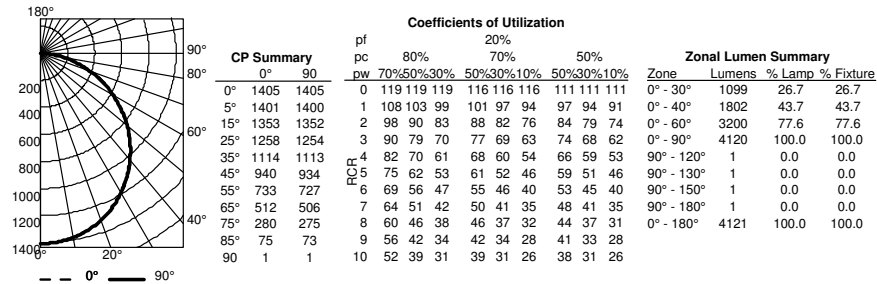 180°
90°
80°
60°
40°
20°
0°
200
400
600
800
1000
1200
1400
0° 90°
CP Summary
0° 90
0° 1405 1405
5° 1401 1400
15° 1353 1352
25° 1258 1254
35° 1114 1113
45° 940 934
55° 733 727
65° 512 506
75° 280 275
85° 75 73
90 1 1
Coefficients of Utilization
pf 20%
pc 80% 70% 50%
pw 70%50%30% 50%30%10% 50%30%10%
RCR
0 119 119 119 116 116 116 111 111 111
1 108 103 99 101 97 94 97 94 91
2 98 90 83 88 82 76 84 79 74
3 90 79 70 77 69 63 74 68 62
4 82 70 61 68 60 54 66 59 53
5 75 62 53 61 52 46 59 51 46
6 69 56 47 55 46 40 53 45 40
7 64 51 42 50 41 35 48 41 35
8 60 46 38 46 37 32 44 37 31
9 56 42 34 42 34 28 41 33 28
10 52 39 31 39 31 26 38 31 26
Zonal Lumen Summary
Zone Lumens % Lamp % Fixture
0° - 30° 1099 26.7 26.7
0° - 40° 1802 43.7 43.7
0° - 60° 3200 77.6 77.6
0° - 90° 4120 100.0 100.0
90° - 120° 1 0.0 0.0
90° - 130° 1 0.0 0.0
90° - 150° 1 0.0 0.0
90° - 180° 1 0.0 0.0
0° - 180° 4121 100.0 100.0